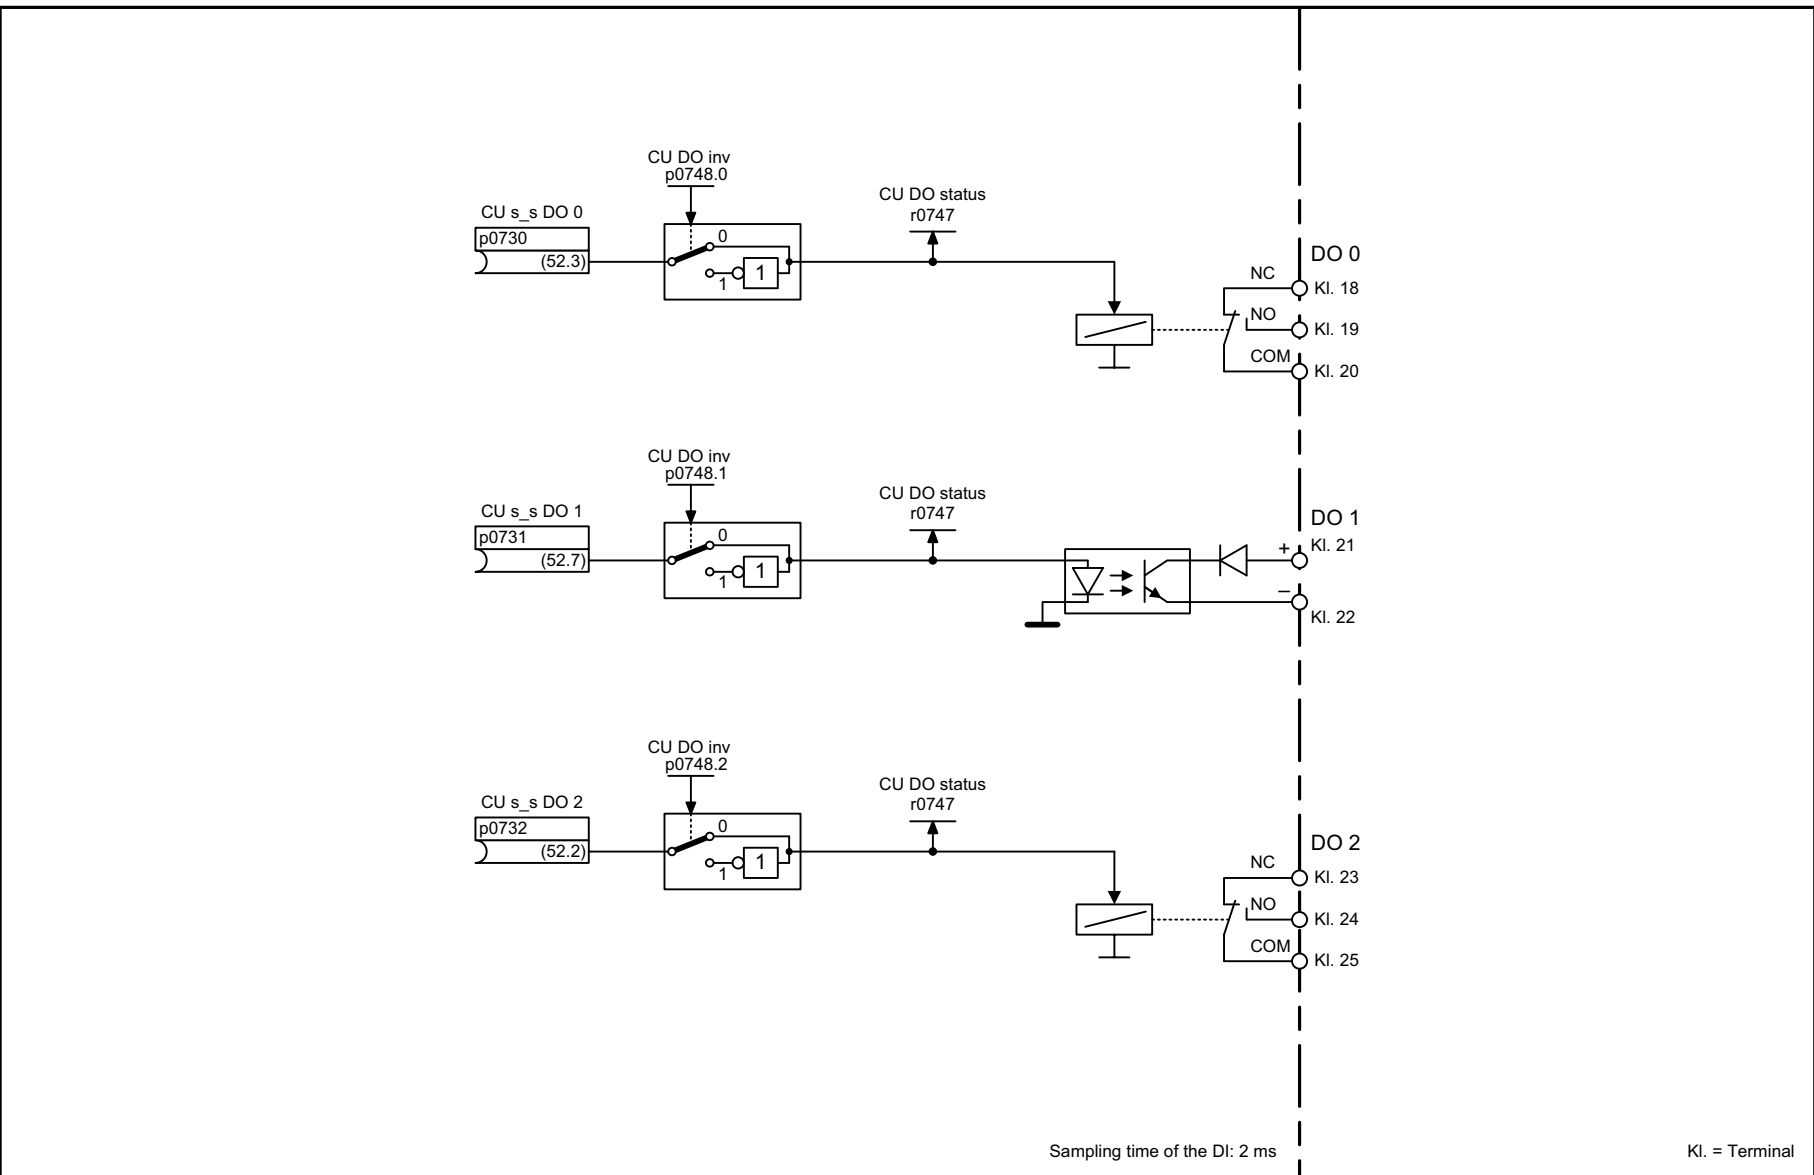 CU DO inv
p0748.0
CU DO status
r0747
CU s_s DO 0
p0730
(52.3)
0
1
1
DO 0
NC
Kl. 18
NO
Kl. 19
COM
Kl. 20
CU DO inv
p0748.1
CU DO status
r0747
CU s_s DO 1
p0731
(52.7)
0
1
1
DO 1
+
Kl. 21
–
Kl. 22
CU DO inv
p0748.2
CU DO status
r0747
CU s_s DO 2
p0732
(52.2)
0
1
1
DO 2
NC
Kl. 23
NO
Kl. 24
COM
Kl. 25
Sampling time of the DI: 2 ms
Kl. = Terminal